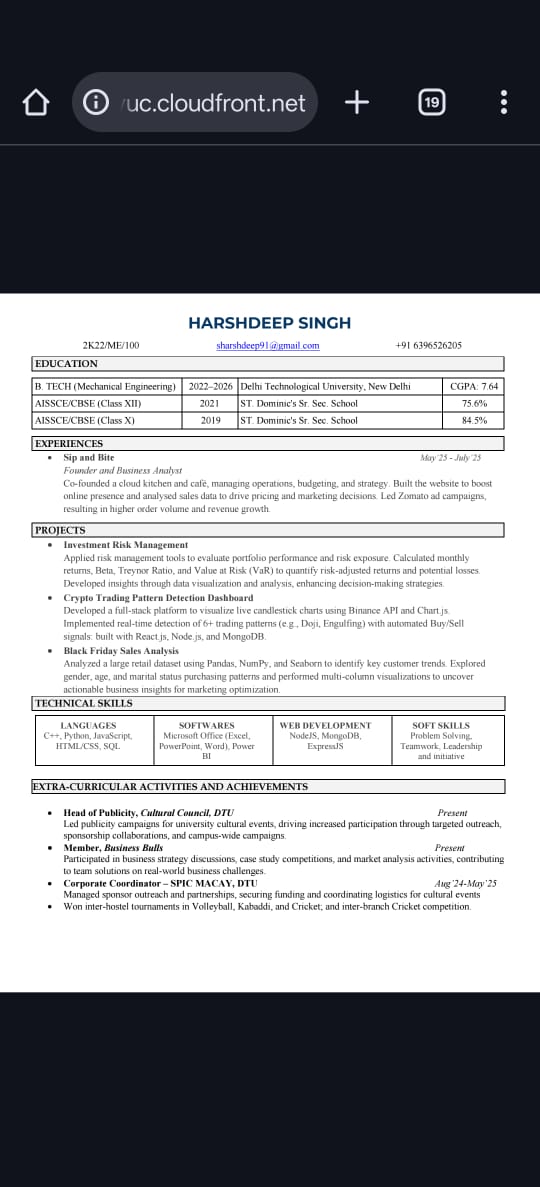 /uc.cloudfront.net
19
HARSHDEEP SINGH
2K22/ME/100 sharshdeep91@gmail.com +91 6396526205
EDUCATION
B. TECH (Mechanical Engineering) 2022–2026 Delhi Technological University, New Delhi CGPA: 7.64
AISSCE/CBSE (Class XII) 2021 ST. Dominic's Sr. Sec. School 75.6%
AISSCE/CBSE (Class X) 2019 ST. Dominic's Sr. Sec. School 84.5%
EXPERIENCES
• Sip and Bite May'25 - July'25
Founder and Business Analyst
Co-founded a cloud kitchen and café, managing operations, budgeting, and strategy. Built the website to boost
online presence and analysed sales data to drive pricing and marketing decisions. Led Zomato ad campaigns,
resulting in higher order volume and revenue growth.
PROJECTS
• Investment Risk Management
Applied risk management tools to evaluate portfolio performance and risk exposure. Calculated monthly
returns, Beta, Treynor Ratio, and Value at Risk (VaR) to quantify risk-adjusted returns and potential losses.
Developed insights through data visualization and analysis, enhancing decision-making strategies.
• Crypto Trading Pattern Detection Dashboard
Developed a full-stack platform to visualize live candlestick charts using Binance API and Chart.js.
Implemented real-time detection of 6+ trading patterns (e.g., Doji, Engulfing) with automated Buy/Sell
signals: built with React.js, Node.js, and MongoDB.
• Black Friday Sales Analysis
Analyzed a large retail dataset using Pandas, NumPy, and Seaborn to identify key customer trends. Explored
gender, age, and marital status purchasing patterns and performed multi-column visualizations to uncover
actionable business insights for marketing optimization.
TECHNICAL SKILLS
LANGUAGES
C++, Python, JavaScript,
HTML/CSS, SQL
SOFTWARES
Microsoft Office (Excel,
PowerPoint, Word), Power
BI
WEB DEVELOPMENT
NodeJS, MongoDB,
ExpressJS
SOFT SKILLS
Problem Solving,
Teamwork, Leadership
and initiative
EXTRA-CURRICULAR ACTIVITIES AND ACHIEVEMENTS
• Head of Publicity, Cultural Council, DTU Present
Led publicity campaigns for university cultural events, driving increased participation through targeted outreach,
sponsorship collaborations, and campus-wide campaigns.
• Member, Business Bulls Present
Participated in business strategy discussions, case study competitions, and market analysis activities, contributing
to team solutions on real-world business challenges.
• Corporate Coordinator – SPIC MACAY, DTU Aug'24-May'25
Managed sponsor outreach and partnerships, securing funding and coordinating logistics for cultural events
• Won inter-hostel tournaments in Volleyball, Kabaddi, and Cricket; and inter-branch Cricket competition.